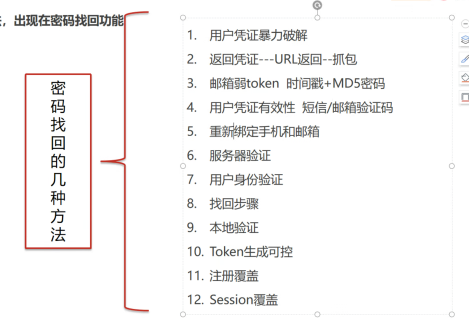 ，出现在密码找回功能
密码找回的几种方法
1. 用户凭证暴力破解
2. 返回凭证---URL返回--抓包
3. 邮箱弱token 时间戳+MD5密码
4. 用户凭证有效性 短信/邮箱验证码
5. 重新绑定手机和邮箱
6. 服务器验证
7. 用户身份验证
8. 找回步骤
9. 本地验证
10. Token生成可控
11. 注册覆盖
12. Session覆盖